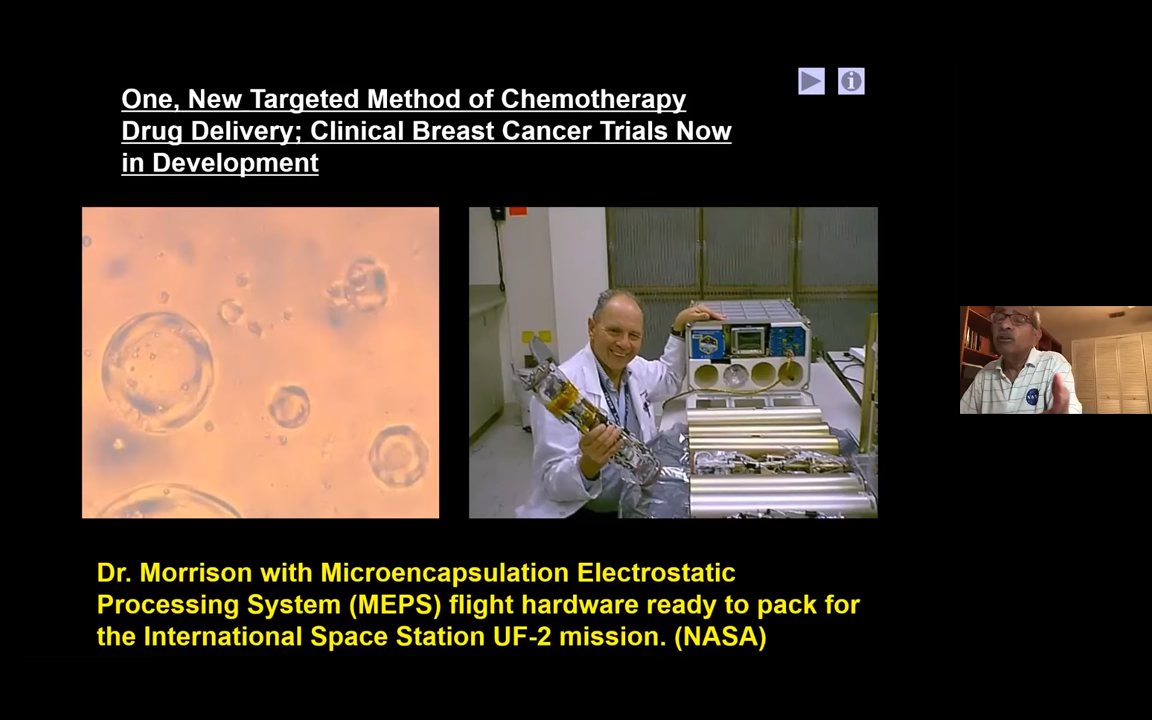 One, New Targeted Method of Chemotherapy
Drug Delivery; Clinical Breast Cancer Trials Now
in Development
Dr. Morrison with Microencapsulation Electrostatic
Processing System (MEPS) flight hardware ready to pack for
the International Space Station UF-2 mission. (NASA)